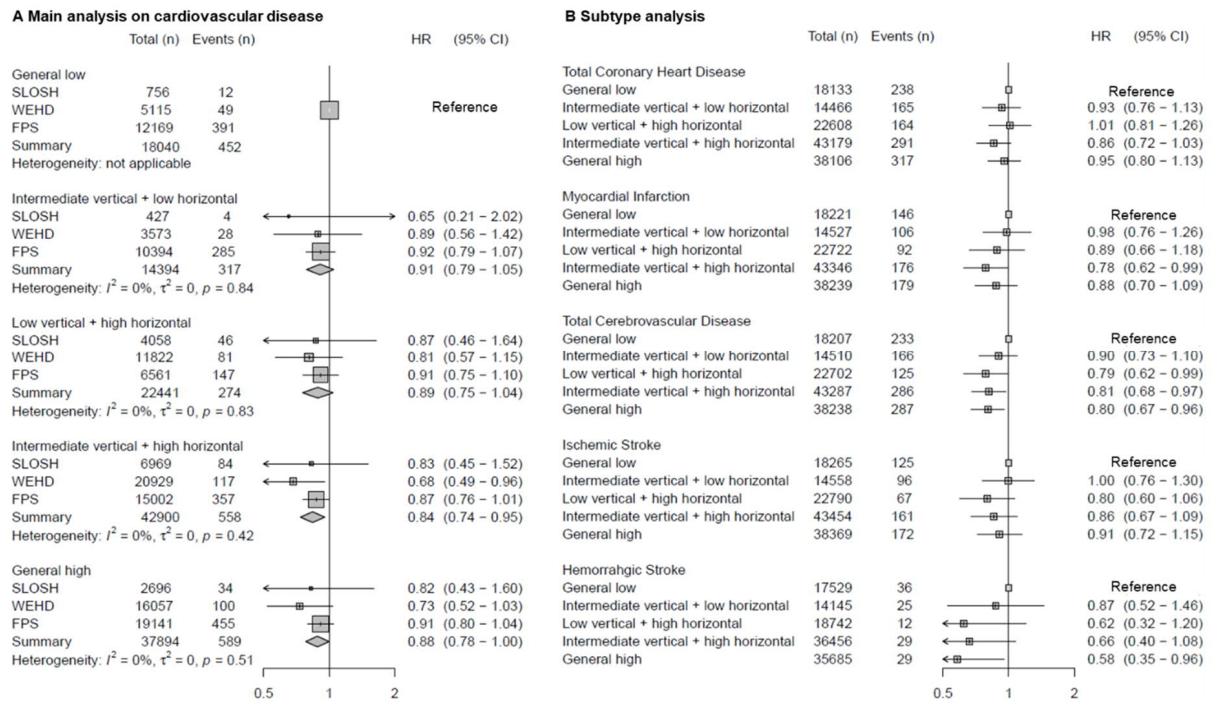 A Main analysis on cardiovascular disease
Total (n) Events (n) HR (95% CI)
General low
SLOSH 756 12
WEHD 5115 49 Reference
FPS 12169 391
Summary 18040 452
Heterogeneity: not applicable
Intermediate vertical + low horizontal
SLOSH 427 4 0.65 (0.21 − 2.02)
WEHD 3573 28 0.89 (0.56 − 1.42)
FPS 10394 285 0.92 (0.79 − 1.07)
Summary 14394 317 0.91 (0.79 − 1.05)
Heterogeneity: I² = 0%, τ² = 0, p = 0.84
Low vertical + high horizontal
SLOSH 4058 46 0.87 (0.46 − 1.64)
WEHD 11822 81 0.81 (0.57 − 1.15)
FPS 6561 147 0.91 (0.75 − 1.10)
Summary 22441 274 0.89 (0.75 − 1.04)
Heterogeneity: I² = 0%, τ² = 0, p = 0.83
Intermediate vertical + high horizontal
SLOSH 6969 84 0.83 (0.45 − 1.52)
WEHD 20929 117 0.68 (0.49 − 0.96)
FPS 15002 357 0.87 (0.76 − 1.01)
Summary 42900 558 0.84 (0.74 − 0.95)
Heterogeneity: I² = 0%, τ² = 0, p = 0.42
General high
SLOSH 2696 34 0.82 (0.43 − 1.60)
WEHD 16057 100 0.73 (0.52 − 1.03)
FPS 19141 455 0.91 (0.80 − 1.04)
Summary 37894 589 0.88 (0.78 − 1.00)
Heterogeneity: I² = 0%, τ² = 0, p = 0.51
0.5 1 2
B Subtype analysis
Total (n) Events (n) HR (95% CI)
Total Coronary Heart Disease
General low 18133 238 Reference
Intermediate vertical + low horizontal 14466 165 0.93 (0.76 − 1.13)
Low vertical + high horizontal 22608 164 1.01 (0.81 − 1.26)
Intermediate vertical + high horizontal 43179 291 0.86 (0.72 − 1.03)
General high 38106 317 0.95 (0.80 − 1.13)
Myocardial Infarction
General low 18221 146 Reference
Intermediate vertical + low horizontal 14527 106 0.98 (0.76 − 1.26)
Low vertical + high horizontal 22722 92 0.89 (0.66 − 1.18)
Intermediate vertical + high horizontal 43346 176 0.78 (0.62 − 0.99)
General high 38239 179 0.88 (0.70 − 1.09)
Total Cerebrovascular Disease
General low 18207 233 Reference
Intermediate vertical + low horizontal 14510 166 0.90 (0.73 − 1.10)
Low vertical + high horizontal 22702 125 0.79 (0.62 − 0.99)
Intermediate vertical + high horizontal 43287 286 0.81 (0.68 − 0.97)
General high 38238 287 0.80 (0.67 − 0.96)
Ischemic Stroke
General low 18265 125 Reference
Intermediate vertical + low horizontal 14558 96 1.00 (0.76 − 1.30)
Low vertical + high horizontal 22790 67 0.80 (0.60 − 1.06)
Intermediate vertical + high horizontal 43454 161 0.86 (0.67 − 1.09)
General high 38369 172 0.91 (0.72 − 1.15)
Hemorrahgic Stroke
General low 17529 36 Reference
Intermediate vertical + low horizontal 14145 25 0.87 (0.52 − 1.46)
Low vertical + high horizontal 18742 12 0.62 (0.32 − 1.20)
Intermediate vertical + high horizontal 36456 29 0.66 (0.40 − 1.08)
General high 35685 29 0.58 (0.35 − 0.96)
0.5 1 2